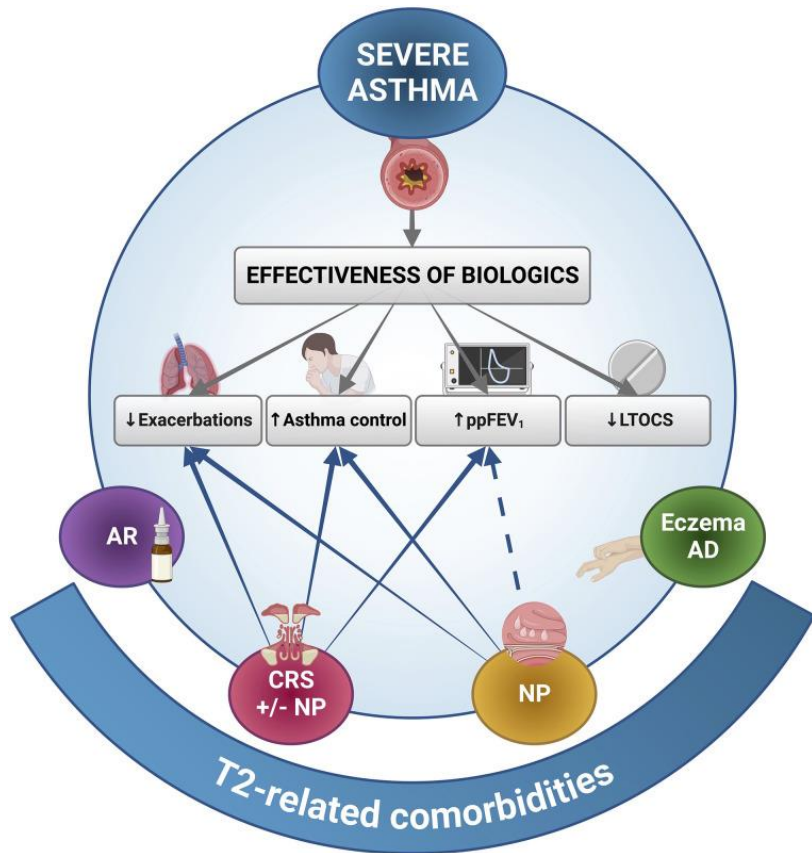 SEVERE
ASTHMA
EFFECTIVENESS OF BIOLOGICS
↓Exacerbations
↑Asthma control
↑ppFEV₁
↓LTOCS
AR
Eczema
AD
CRS
+/- NP
NP
T2-related comorbidities